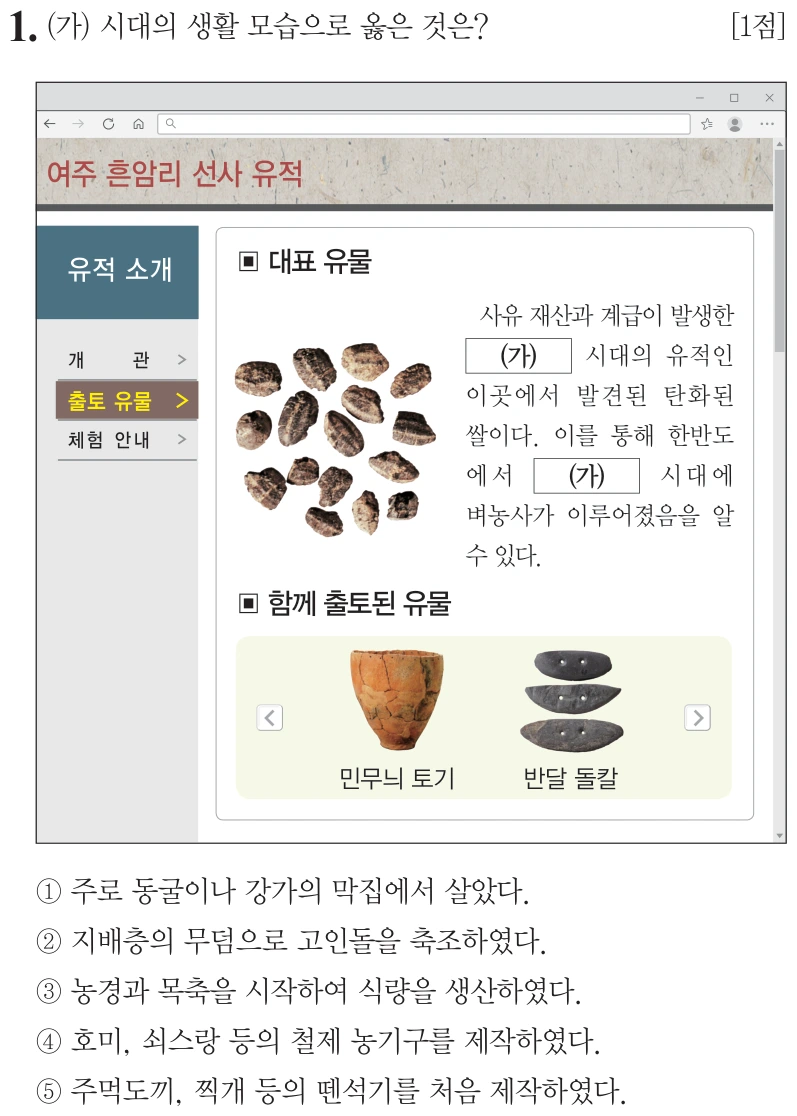 1. (가) 시대의 생활 모습으로 옳은 것은? [1점]
여주 흔암리 선사 유적
유적 소개
개 관 >
출토 유물 >
체험 안내 >
▣ 대표 유물
사유 재산과 계급이 발생한
(가) 시대의 유적인
이곳에서 발견된 탄화된
쌀이다. 이를 통해 한반도
에서 (가) 시대에
벼농사가 이루어졌음을 알
수 있다.
▣ 함께 출토된 유물
민무늬 토기 반달 돌칼
① 주로 동굴이나 강가의 막집에서 살았다.
② 지배층의 무덤으로 고인돌을 축조하였다.
③ 농경과 목축을 시작하여 식량을 생산하였다.
④ 호미, 쇠스랑 등의 철제 농기구를 제작하였다.
⑤ 주먹도끼, 찍개 등의 뗀석기를 처음 제작하였다.